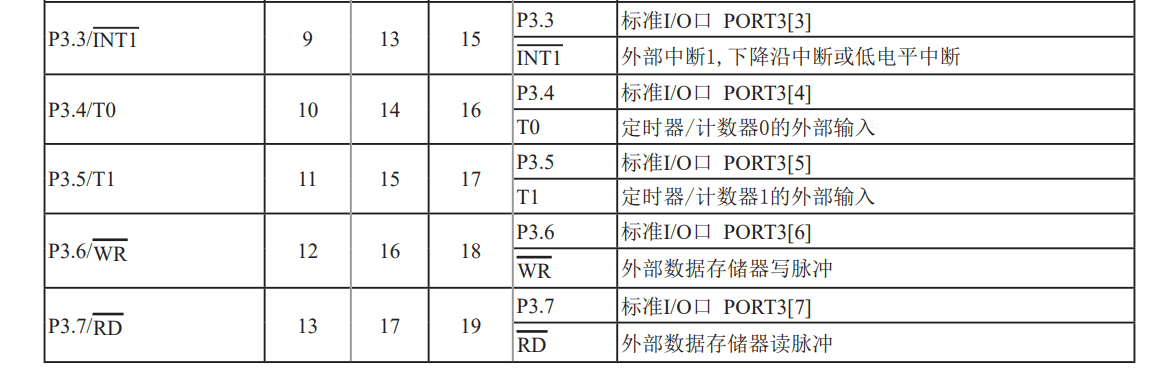 P3.3/INT1 9 13 15 P3.3 标准I/O口 PORT3[3]
INT1 外部中断1,下降沿中断或低电平中断
P3.4/T0 10 14 16 P3.4 标准I/O口 PORT3[4]
T0 定时器/计数器0的外部输入
P3.5/T1 11 15 17 P3.5 标准I/O口 PORT3[5]
T1 定时器/计数器1的外部输入
P3.6/WR 12 16 18 P3.6 标准I/O口 PORT3[6]
WR 外部数据存储器写脉冲
P3.7/RD 13 17 19 P3.7 标准I/O口 PORT3[7]
RD 外部数据存储器读脉冲